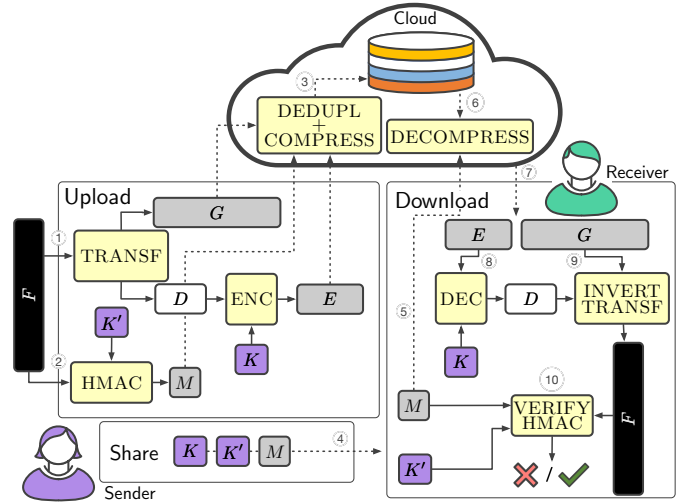 Cloud
3
6
DEDUPL
+
COMPRESS
DECOMPRESS
7
Receiver
Upload
Download
G
E
G
1
TRANSF
8
9
F
D
ENC
E
DEC
D
INVERT
TRANSF
K'
K
5
K
2
HMAC
M
10
M
VERIFY
HMAC
F
Share
K
K'
M
4
K'
/
Sender